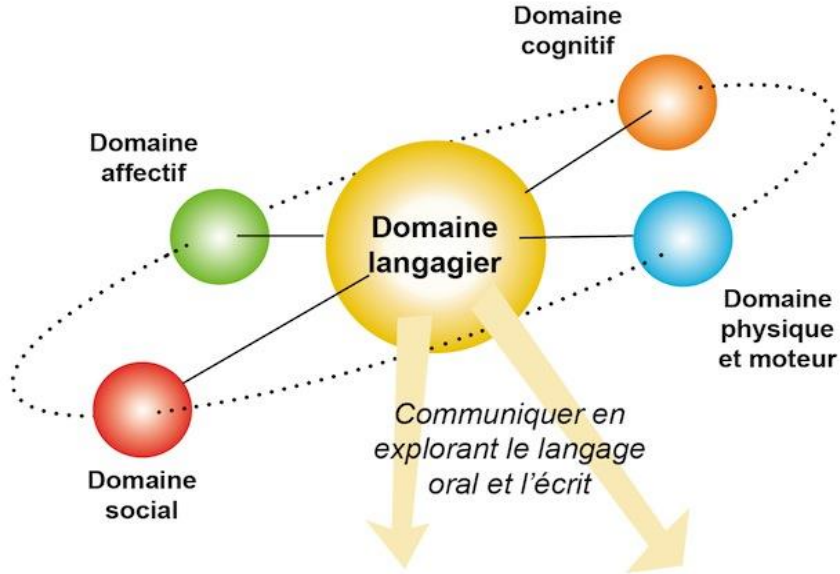 Domaine
cognitif
Domaine
affectif
Domaine
langagier
Domaine
physique
et moteur
Communiquer en
explorant le langage
oral et l'écrit
Domaine
social